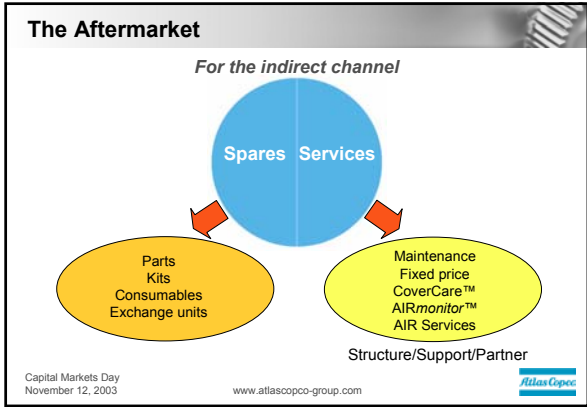 The Aftermarket
For the indirect channel
Spares Services
Parts
Kits
Consumables
Exchange units
Maintenance
Fixed price
CoverCare™
AIRmonitor™
AIR Services
Structure/Support/Partner
Capital Markets Day
November 12, 2003
www.atlascopco-group.com
Atlas Copco